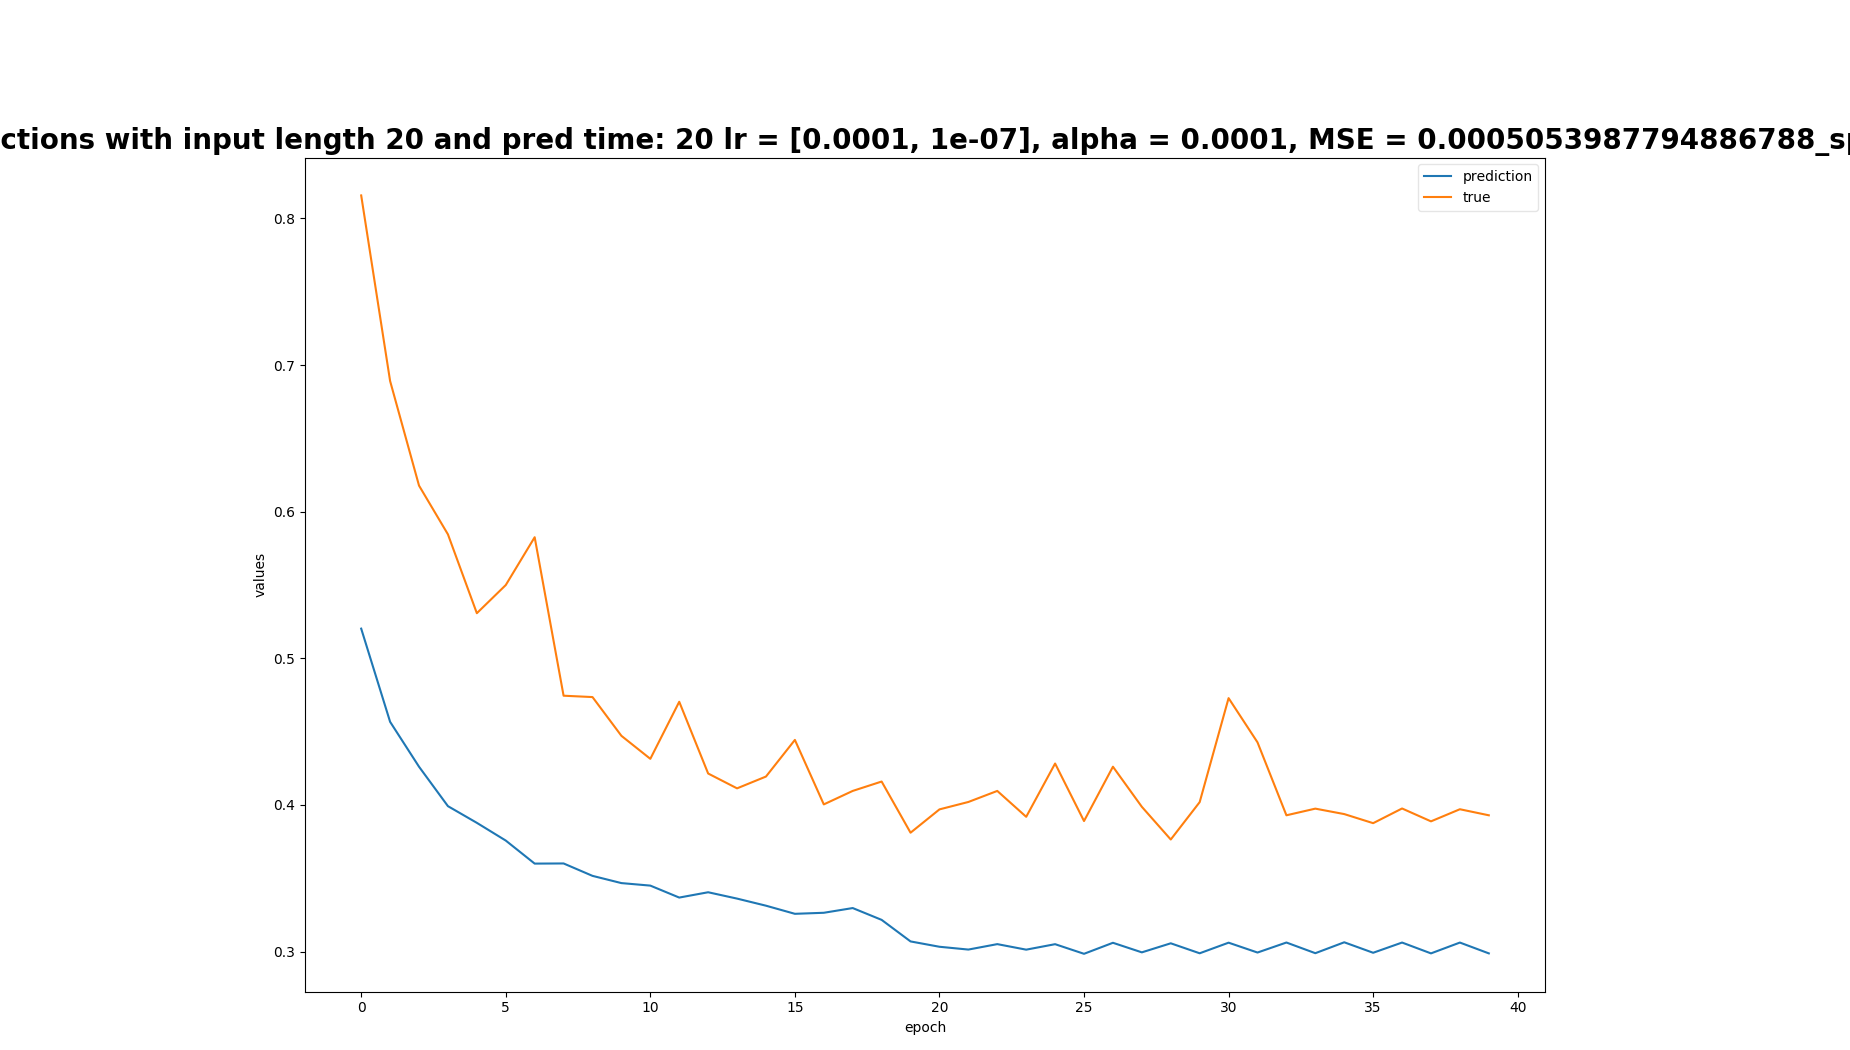 ctions with input length 20 and pred time: 20 lr = [0.0001, 1e-07], alpha = 0.0001, MSE = 0.0005053987794886788_sp
prediction
true
0.8
0.7
0.6
0.5
0.4
0.3
values
0 5 10 15 20 25 30 35 40
epoch